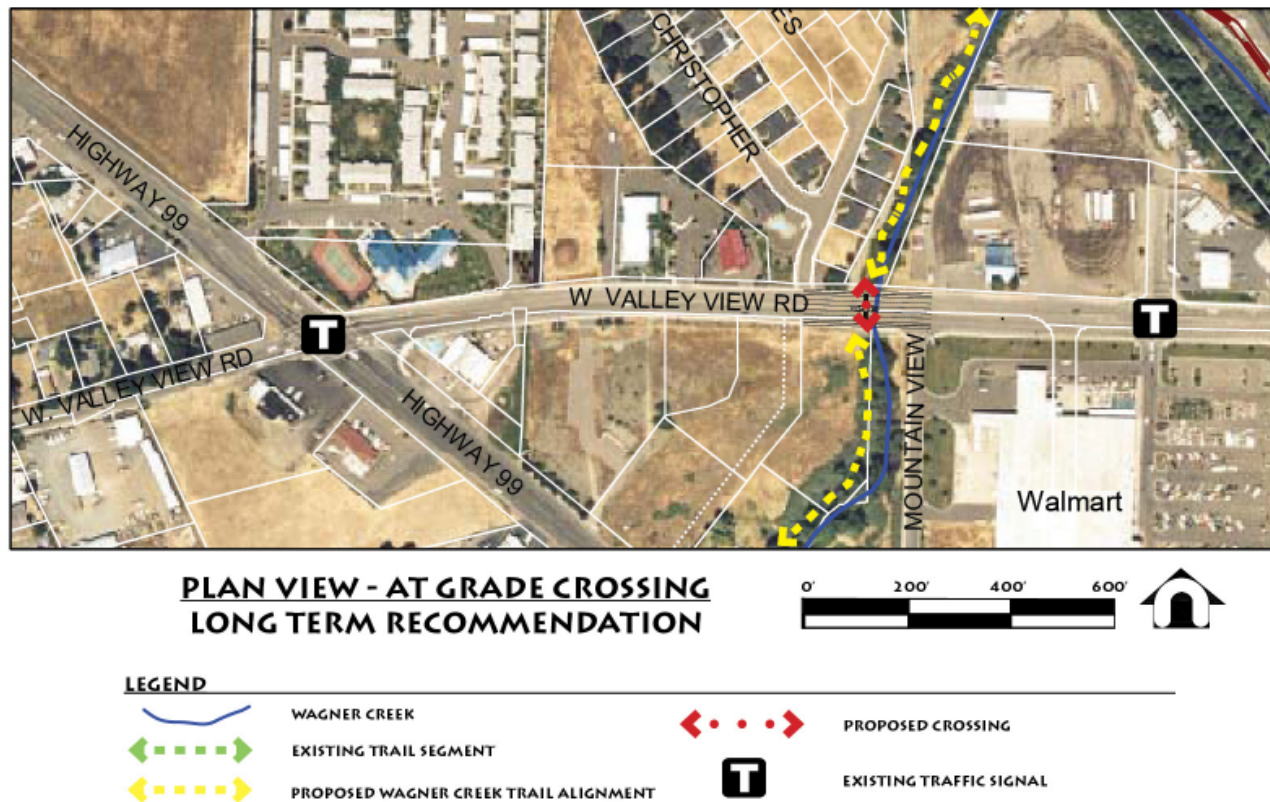 CHRISTOPHER
ES
HIGHWAY 99
W VALLEY VIEW RD
T
T
W. VALLEY VIEW RD
HIGHWAY 99
MOUNTAIN VIEW
Walmart
PLAN VIEW - AT GRADE CROSSING
LONG TERM RECOMMENDATION
0' 200' 400' 600'
LEGEND
WAGNER CREEK
EXISTING TRAIL SEGMENT
PROPOSED WAGNER CREEK TRAIL ALIGNMENT
PROPOSED CROSSING
T
EXISTING TRAFFIC SIGNAL